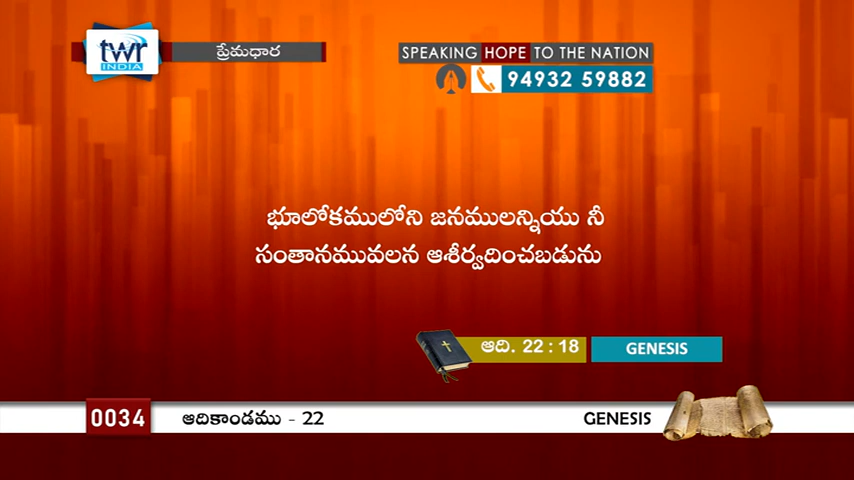 twr
INDIA
ప్రేమధార
SPEAKING HOPE TO THE NATION
94932 59882
భూలోకములోని జనములన్నియు నీ
సంతానమువలన ఆశీర్వదించబడును
ఆది. 22 : 18
GENESIS
0034
ఆదికాండము - 22
GENESIS